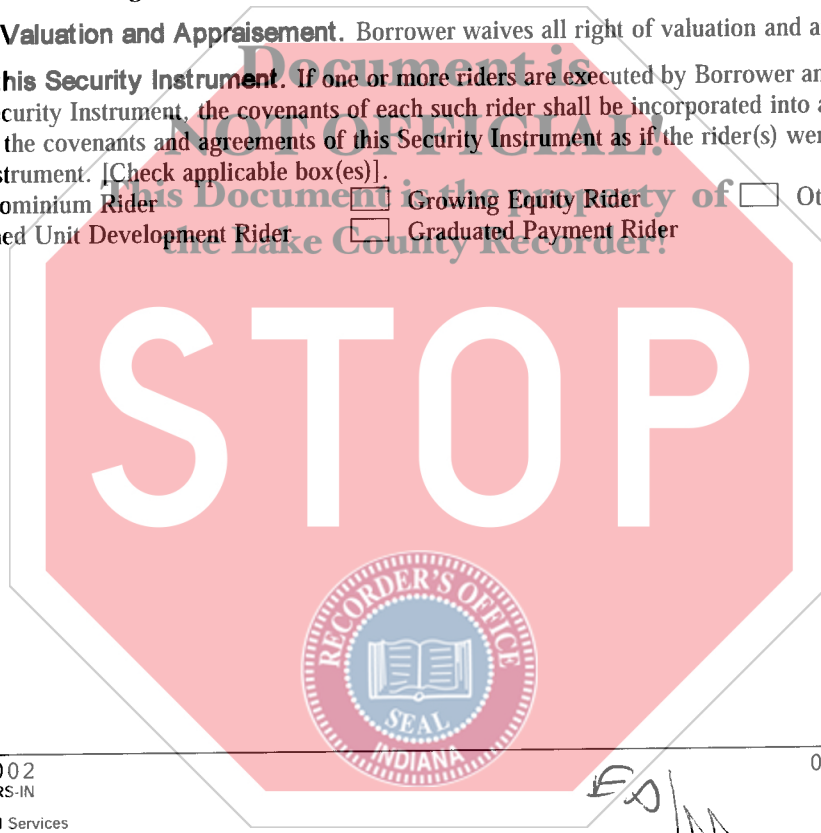 Valuation and Appraisement. Borrower waives all right of valuation and a
Document is
his Security Instrument. If one or more riders are executed by Borrower an
curity Instrument, the covenants of each such rider shall be incorporated into a
NOT OFFICIAL!
the covenants and agreements of this Security Instrument as if the rider(s) wer
strument. [Check applicable box(es)].
This Document is the property of
ominium Rider Growing Equity Rider Ot
ed Unit Development Rider Graduated Payment Rider
the Lake County Recorder!
STOP
RECORDER'S OFFICE
SEAL
INDIANA
002
RS-IN
l Services
0